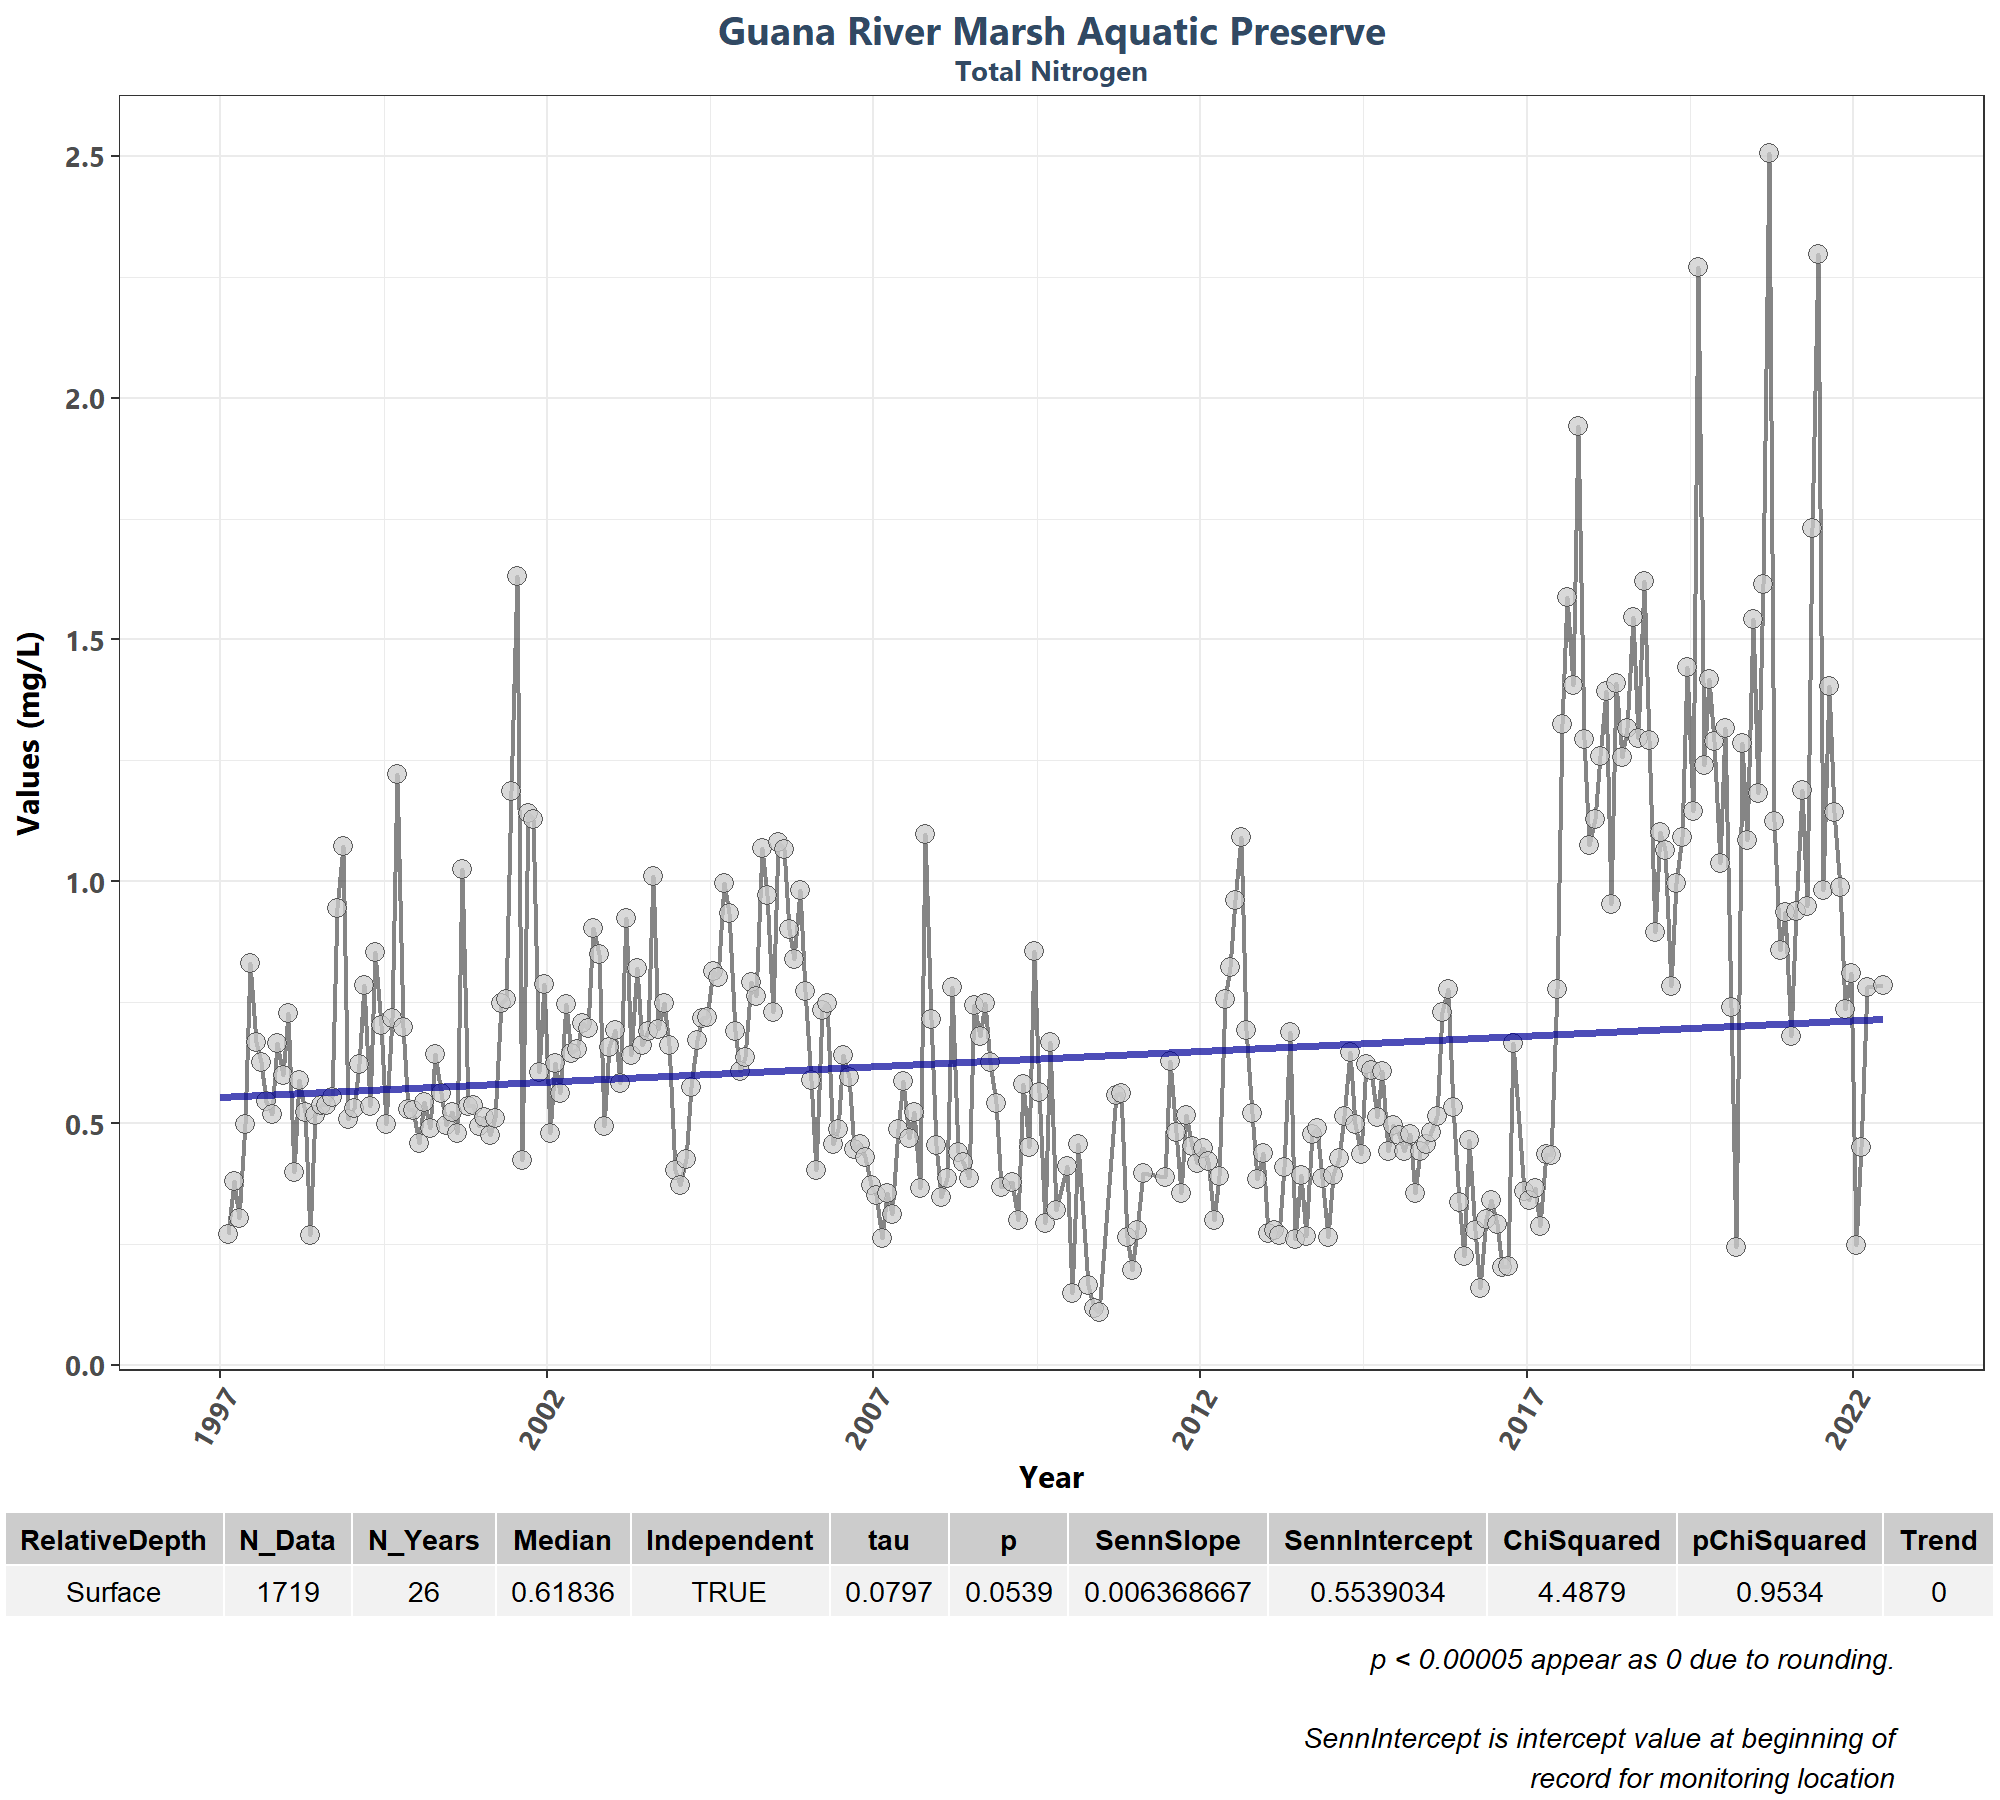 Guana River Marsh Aquatic Preserve
Total Nitrogen
2.5
2.0
1.5
1.0
0.5
0.0
Values (mg/L)
1997 2002 2007 2012 2017 2022
Year
RelativeDepth N_Data N_Years Median Independent tau p SennSlope SennIntercept ChiSquared pChiSquared Trend
Surface 1719 26 0.61836 TRUE 0.0797 0.0539 0.006368667 0.5539034 4.4879 0.9534 0
p < 0.00005 appear as 0 due to rounding.
SennIntercept is intercept value at beginning of
record for monitoring location